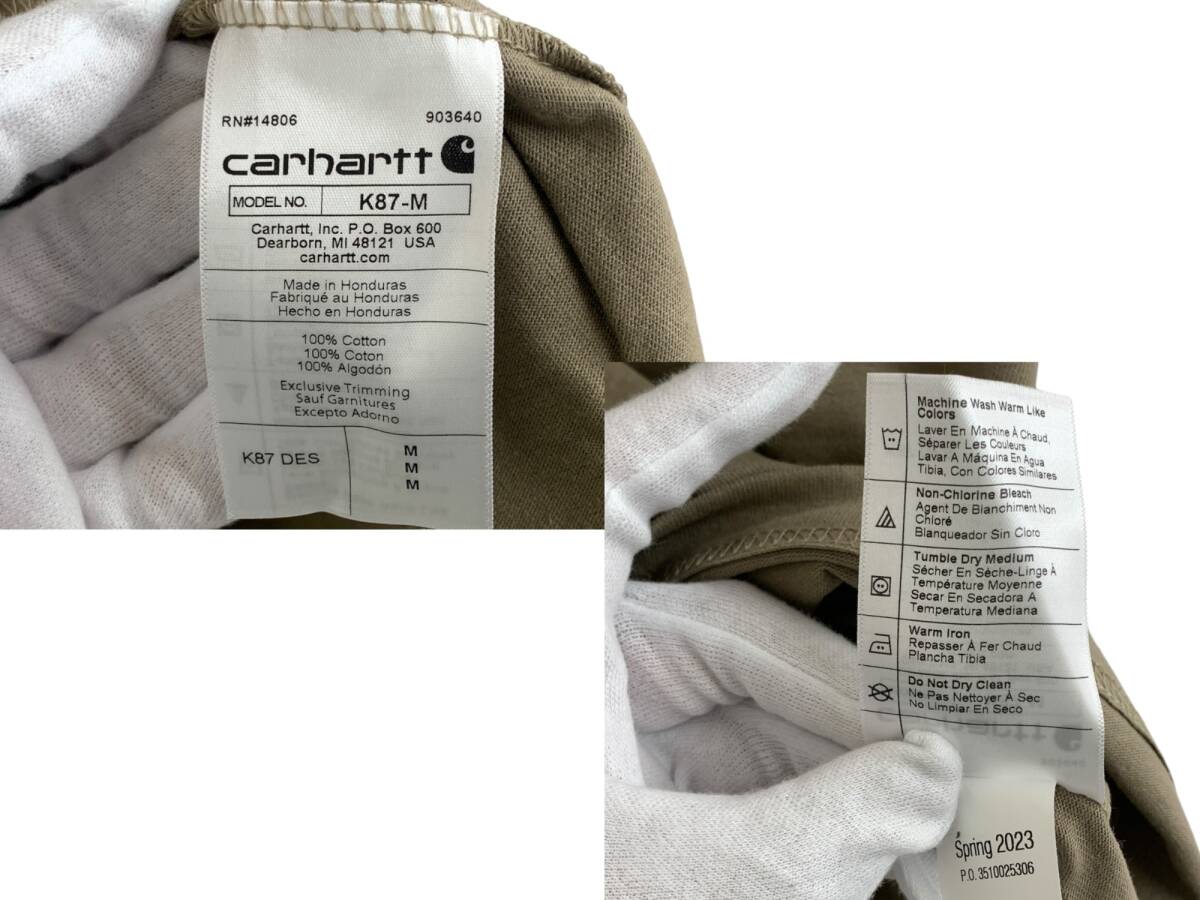 RN#14806 903640
carhartt
MODEL NO. K87-M
Carhartt, Inc. P.O. Box 600
Dearborn, MI 48121 USA
carhartt.com
Made in Honduras
Fabriqué au Honduras
Hecho en Honduras
100% Cotton
100% Coton
100% Algodón
Exclusive Trimming
Sauf Garnitures
Excepto Adorno
K87 DES
M
M
M
Machine Wash Warm Like
Colors
Laver En Machine À Chaud,
Séparer Les Couleurs
Lavar A Máquina En Agua
Tibia, Con Colores Similares
Non-Chlorine Bleach
Agent De Blanchiment Non
Chloré
Blanqueador Sin Cloro
Tumble Dry Medium
Sécher En Sèche-Linge À
Température Moyenne
Secar En Secadora A
Temperatura Mediana
Warm Iron
Repasser À Fer Chaud
Plancha Tibia
Do Not Dry Clean
Ne Pas Nettoyer À Sec
No Limpiar En Seco
Spring 2023
P.O. 3510025306